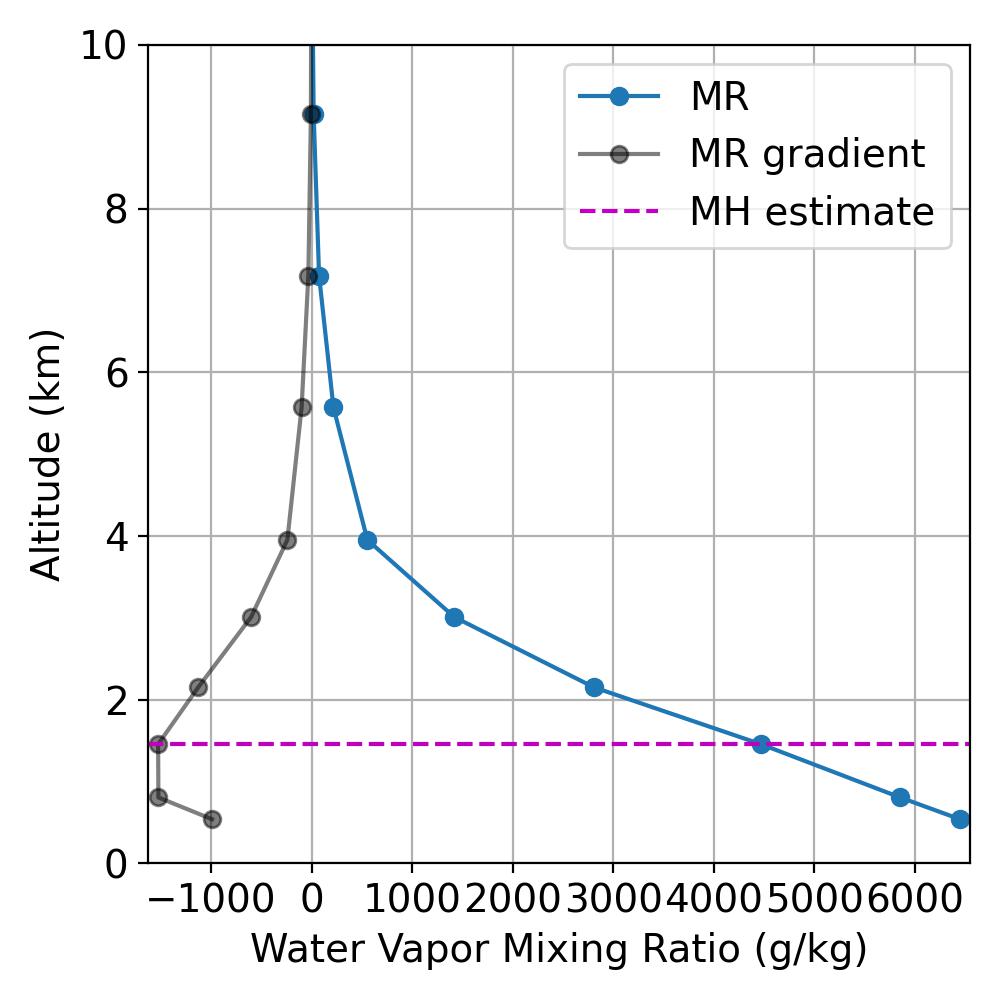 10
8
6
4
2
0
Altitude (km)
MR
MR gradient
MH estimate
−1000 0 1000 2000 3000 4000 5000 6000
Water Vapor Mixing Ratio (g/kg)